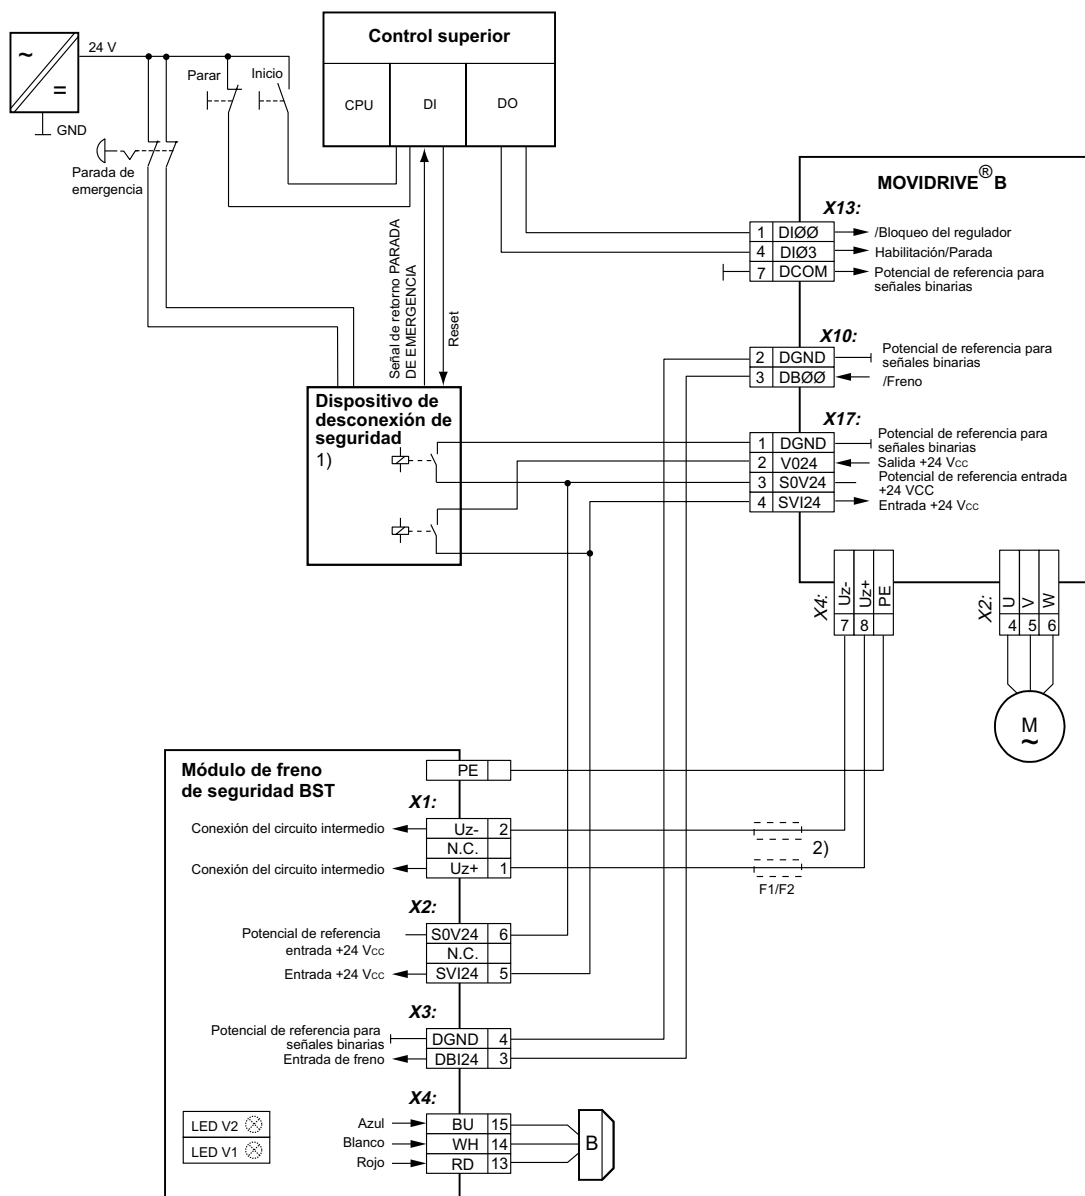 24 V
~
=
GND
Parada de
emergencia
Parar
Inicio
Control superior
CPU
DI
DO
Señal de retorno PARADA
DE EMERGENCIA
Reset
Dispositivo de
desconexión de
seguridad
1)
MOVIDRIVE® B
X13:
1 DIØØ /Bloqueo del regulador
4 DIØ3 Habilitación/Parada
7 DCOM Potencial de referencia para
señales binarias
X10:
2 DGND Potencial de referencia para
señales binarias
3 DBØØ /Freno
X17:
1 DGND Potencial de referencia para
señales binarias
2 V024 Salida +24 Vcc
3 S0V24 Potencial de referencia entrada
+24 VCC
4 SVI24 Entrada +24 Vcc
X4:
Uz-
Uz+
PE
7
8
X2:
U
V
W
4
5
6
M
~
Módulo de freno
de seguridad BST
PE
X1:
Conexión del circuito intermedio Uz- 2
N.C.
Conexión del circuito intermedio Uz+ 1
2)
F1/F2
X2:
Potencial de referencia S0V24 6
entrada +24 Vcc N.C.
Entrada +24 Vcc SVI24 5
X3:
Potencial de referencia para
señales binarias DGND 4
Entrada de freno DBI24 3
X4:
Azul BU 15
Blanco WH 14
Rojo RD 13
B
LED V2
LED V1